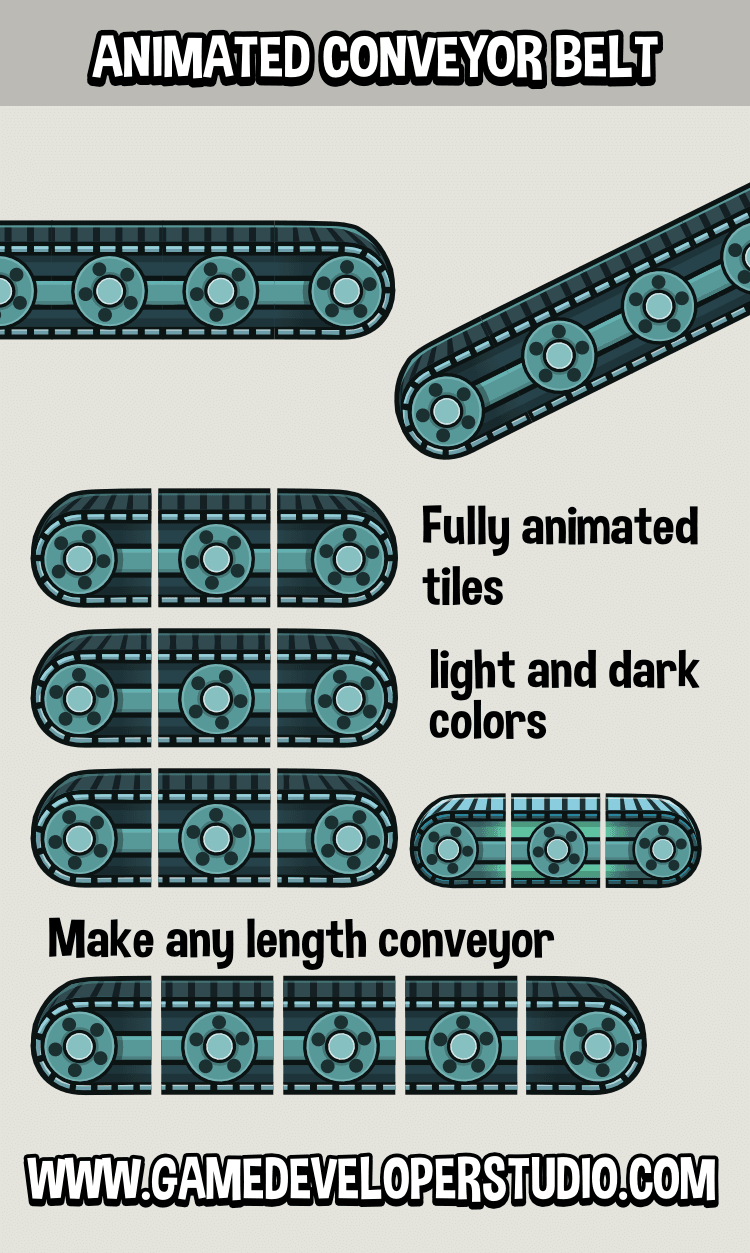 ANIMATED CONVEYOR BELT
Fully animated
tiles
light and dark
colors
Make any length conveyor
WWW.GAMEDEVELOPERSTUDIO.COM